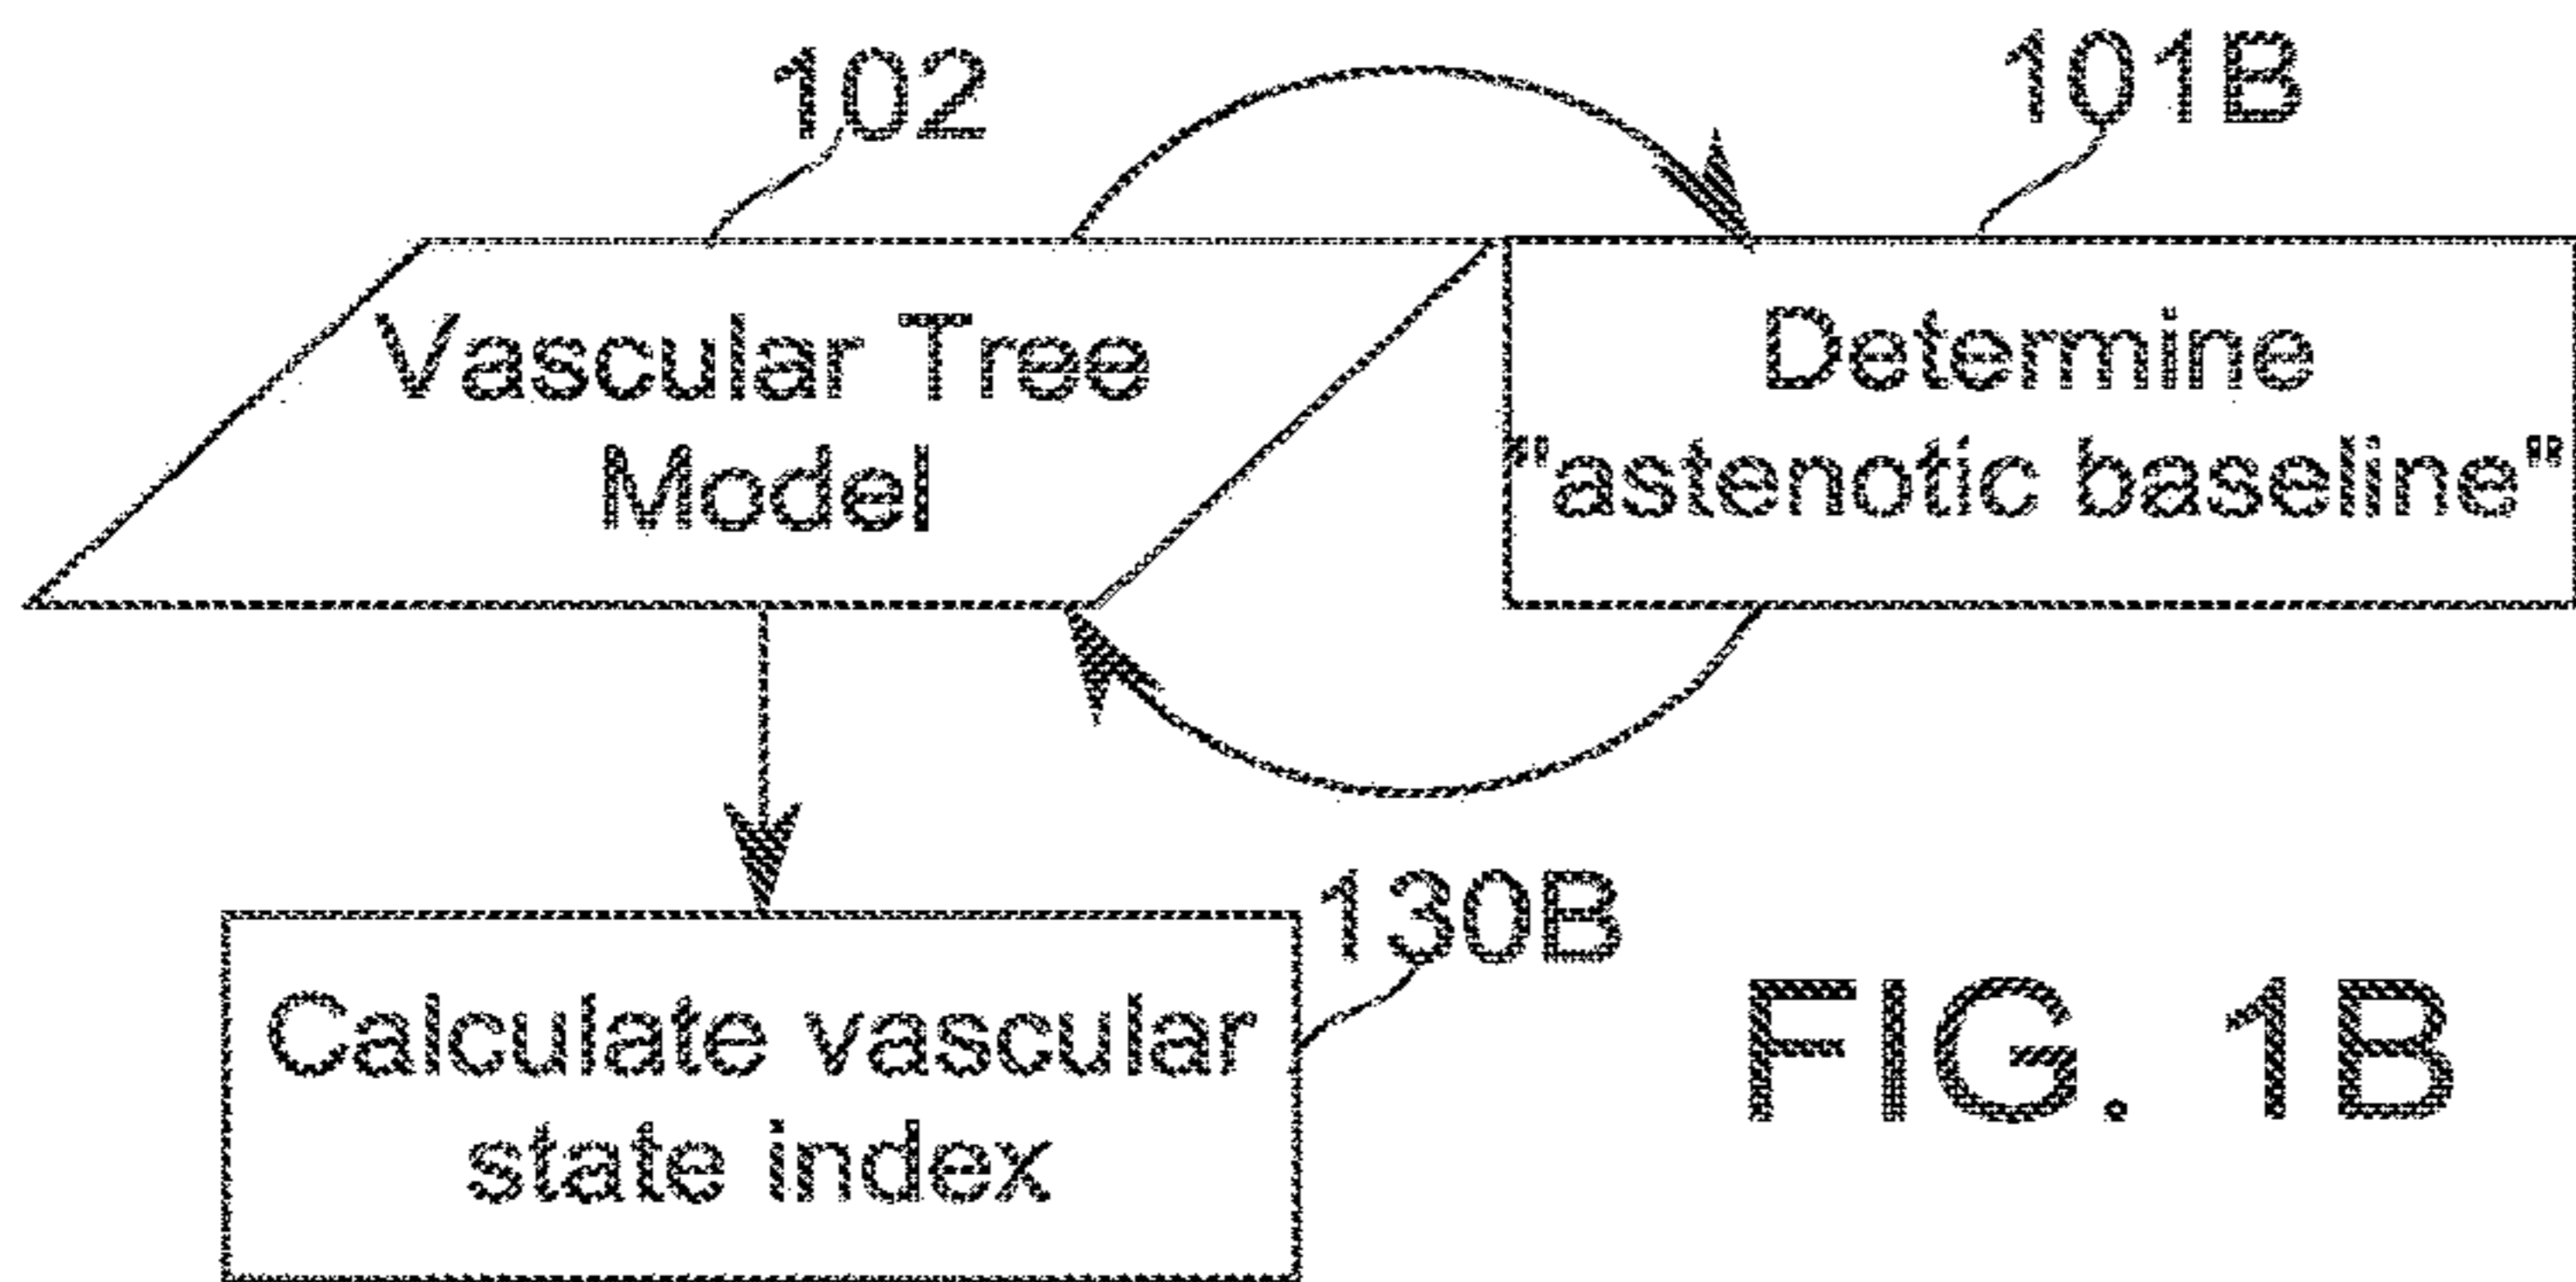 102
101B
Vascular Tree
Model
Determine
"astenotic baseline"
130B
Calculate vascular
state index
FIG. 1B